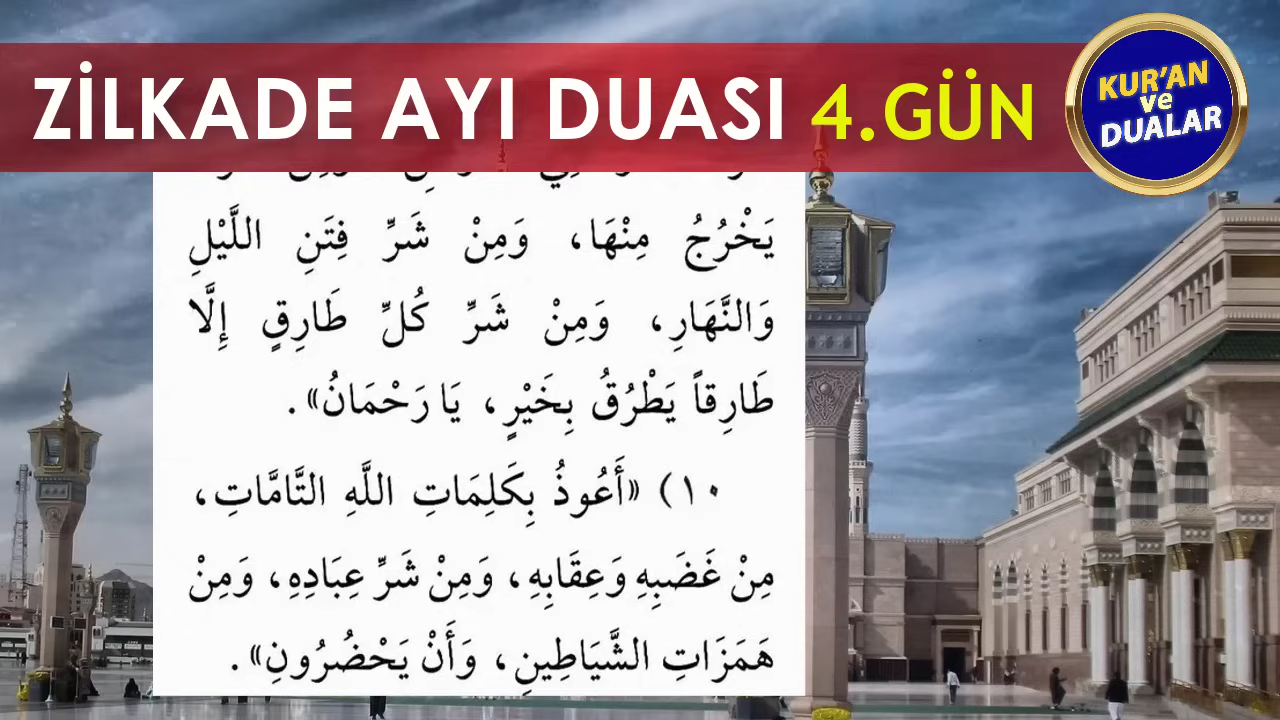 ZİLKADE AYI DUASI 4.GÜN
KUR'AN
ve
DUALAR
يَخْرُجُ مِنْهَا، وَمِنْ شَرِّ فِتَنِ اللَّيْلِ
وَالنَّهَارِ، وَمِنْ شَرِّ كُلِّ طَارِقٍ إِلَّا
طَارِقاً يَطْرُقُ بِخَيْرٍ، يَا رَحْمَانُ».
١٠) «أَعُوذُ بِكَلِمَاتِ اللَّهِ التَّامَّاتِ،
مِنْ غَضَبِهِ وَعِقَابِهِ، وَمِنْ شَرِّ عِبَادِهِ، وَمِنْ
هَمَزَاتِ الشَّيَاطِينِ، وَأَنْ يَحْضُرُونِ».